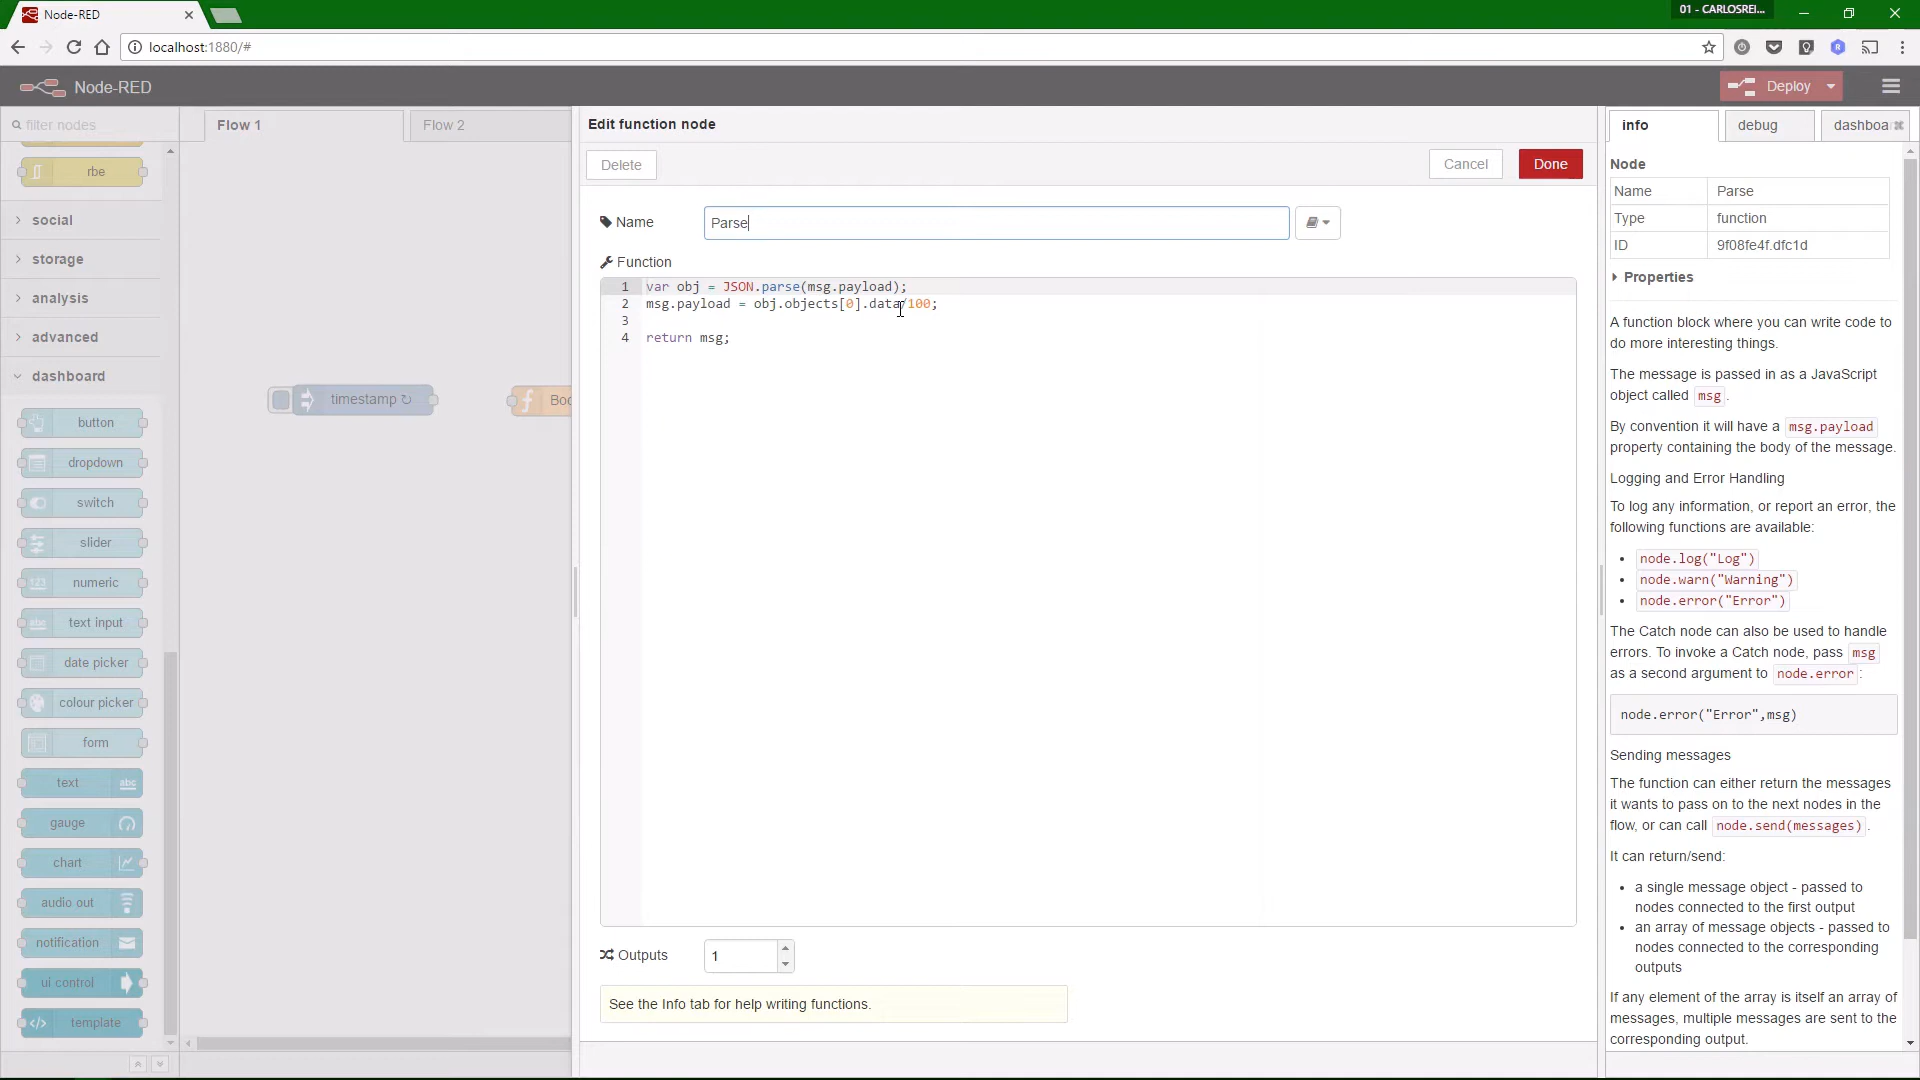 Node-RED
01 - CARLOSREI...
localhost:1880/#
Node-RED
Deploy
filter nodes
Flow 1
Flow 2
rbe
social
storage
analysis
advanced
dashboard
button
dropdown
switch
slider
numeric
text input
date picker
colour picker
form
text
gauge
chart
audio out
notification
ui control
template
timestamp ↻
Edit function node
Delete
Cancel
Done
Name
Parse
Function
1 var obj = JSON.parse(msg.payload);
2 msg.payload = obj.objects[0].data/100;
3
4 return msg;
Outputs
1
See the Info tab for help writing functions.
info
debug
Node
Name Parse
Type function
ID 9f08fe4f.dfc1d
Properties
A function block where you can write code to
do more interesting things.
The message is passed in as a JavaScript
object called msg .
By convention it will have a msg.payload
property containing the body of the message.
Logging and Error Handling
To log any information, or report an error, the
following functions are available:
node.log("Log")
node.warn("Warning")
node.error("Error")
The Catch node can also be used to handle
errors. To invoke a Catch node, pass msg
as a second argument to node.error :
node.error("Error",msg)
Sending messages
The function can either return the messages
it wants to pass on to the next nodes in the
flow, or can call node.send(messages) .
It can return/send:
a single message object - passed to
nodes connected to the first output
an array of message objects - passed to
nodes connected to the corresponding
outputs
If any element of the array is itself an array of
messages, multiple messages are sent to the
corresponding output.